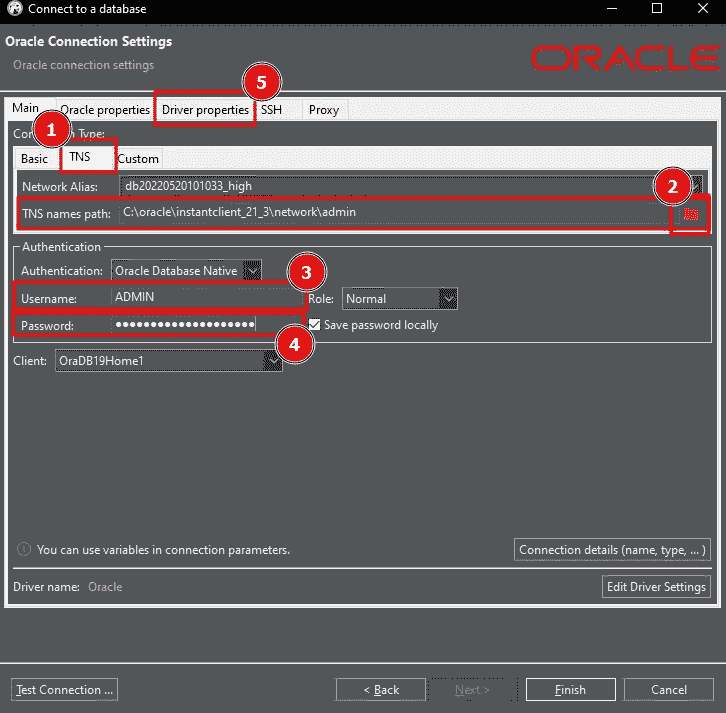 Connect to a database
Oracle Connection Settings
Oracle connection settings
ORACLE
5
Main
Oracle properties
Driver properties
SSH
Proxy
1
Type:
Basic
TNS
Custom
2
Network Alias:
db20220520101033_high
TNS names path:
C:\oracle\instantclient_21_3\network\admin
Authentication
Authentication:
Oracle Database Native
3
Username:
ADMIN
Role:
Normal
Password:
••••••••••••••••••••
Save password locally
4
Client:
OraDB19Home1
You can use variables in connection parameters.
Connection details (name, type, ... )
Driver name:
Oracle
Edit Driver Settings
Test Connection ...
< Back
Next >
Finish
Cancel